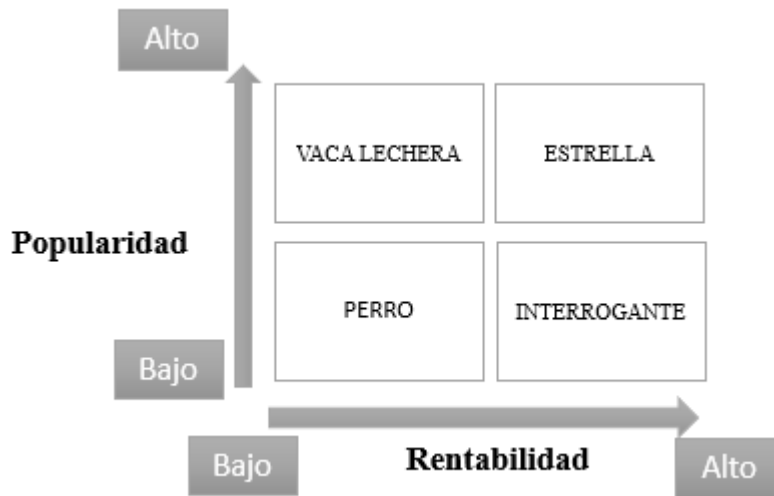 Alto
VACA LECHERA
ESTRELLA
Popularidad
PERRO
INTERROGANTE
Bajo
Bajo
Rentabilidad
Alto